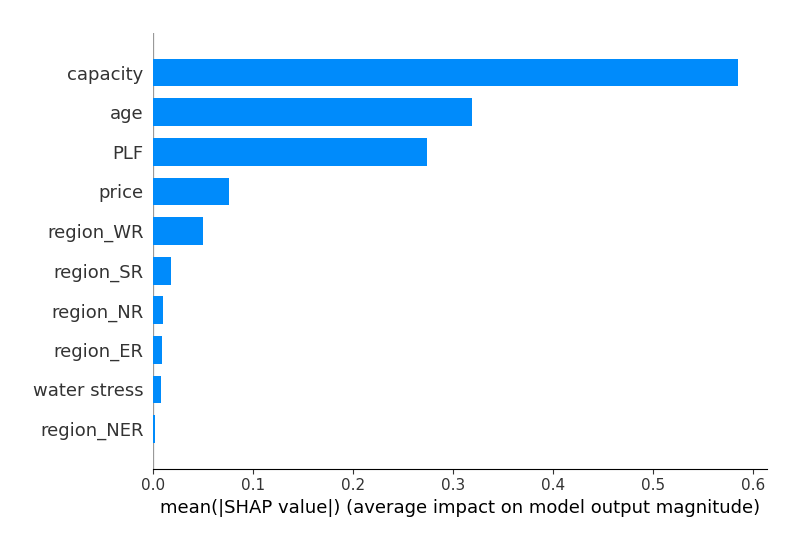 capacity
age
PLF
price
region_WR
region_SR
region_NR
region_ER
water stress
region_NER
0.0 0.1 0.2 0.3 0.4 0.5 0.6
mean(|SHAP value|) (average impact on model output magnitude)